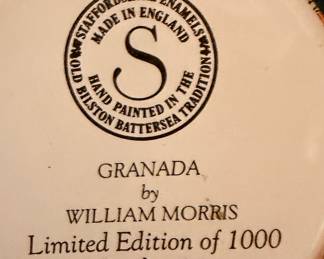 STAFFORDSHIRE ENAMELS
MADE IN ENGLAND
S
HAND PAINTED IN THE
OLD BILSTON BATTERSEA TRADITION
GRANADA
by
WILLIAM MORRIS
Limited Edition of 1000